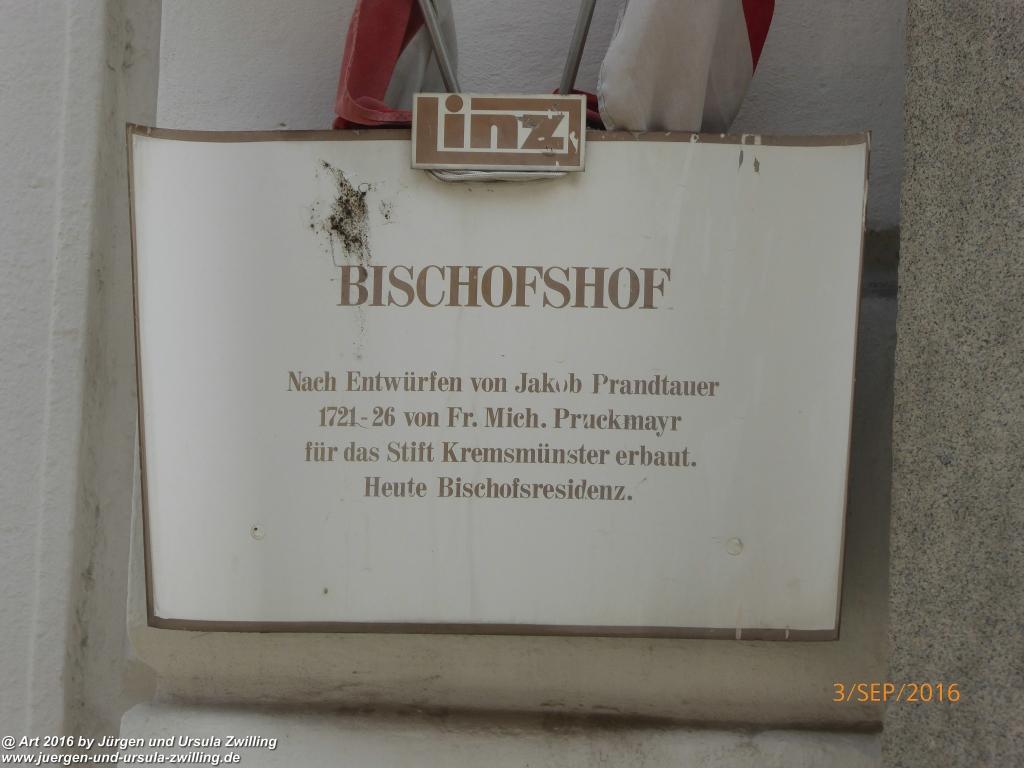 linz
BISCHOFSHOF
Nach Entwürfen von Jakob Prandtauer
1721-26 von Fr. Mich. Pruckmayr
für das Stift Kremsmünster erbaut.
Heute Bischofsresidenz.
3/SEP/2016
@ Art 2016 by Jürgen und Ursula Zwilling
www.juergen-und-ursula-zwilling.de